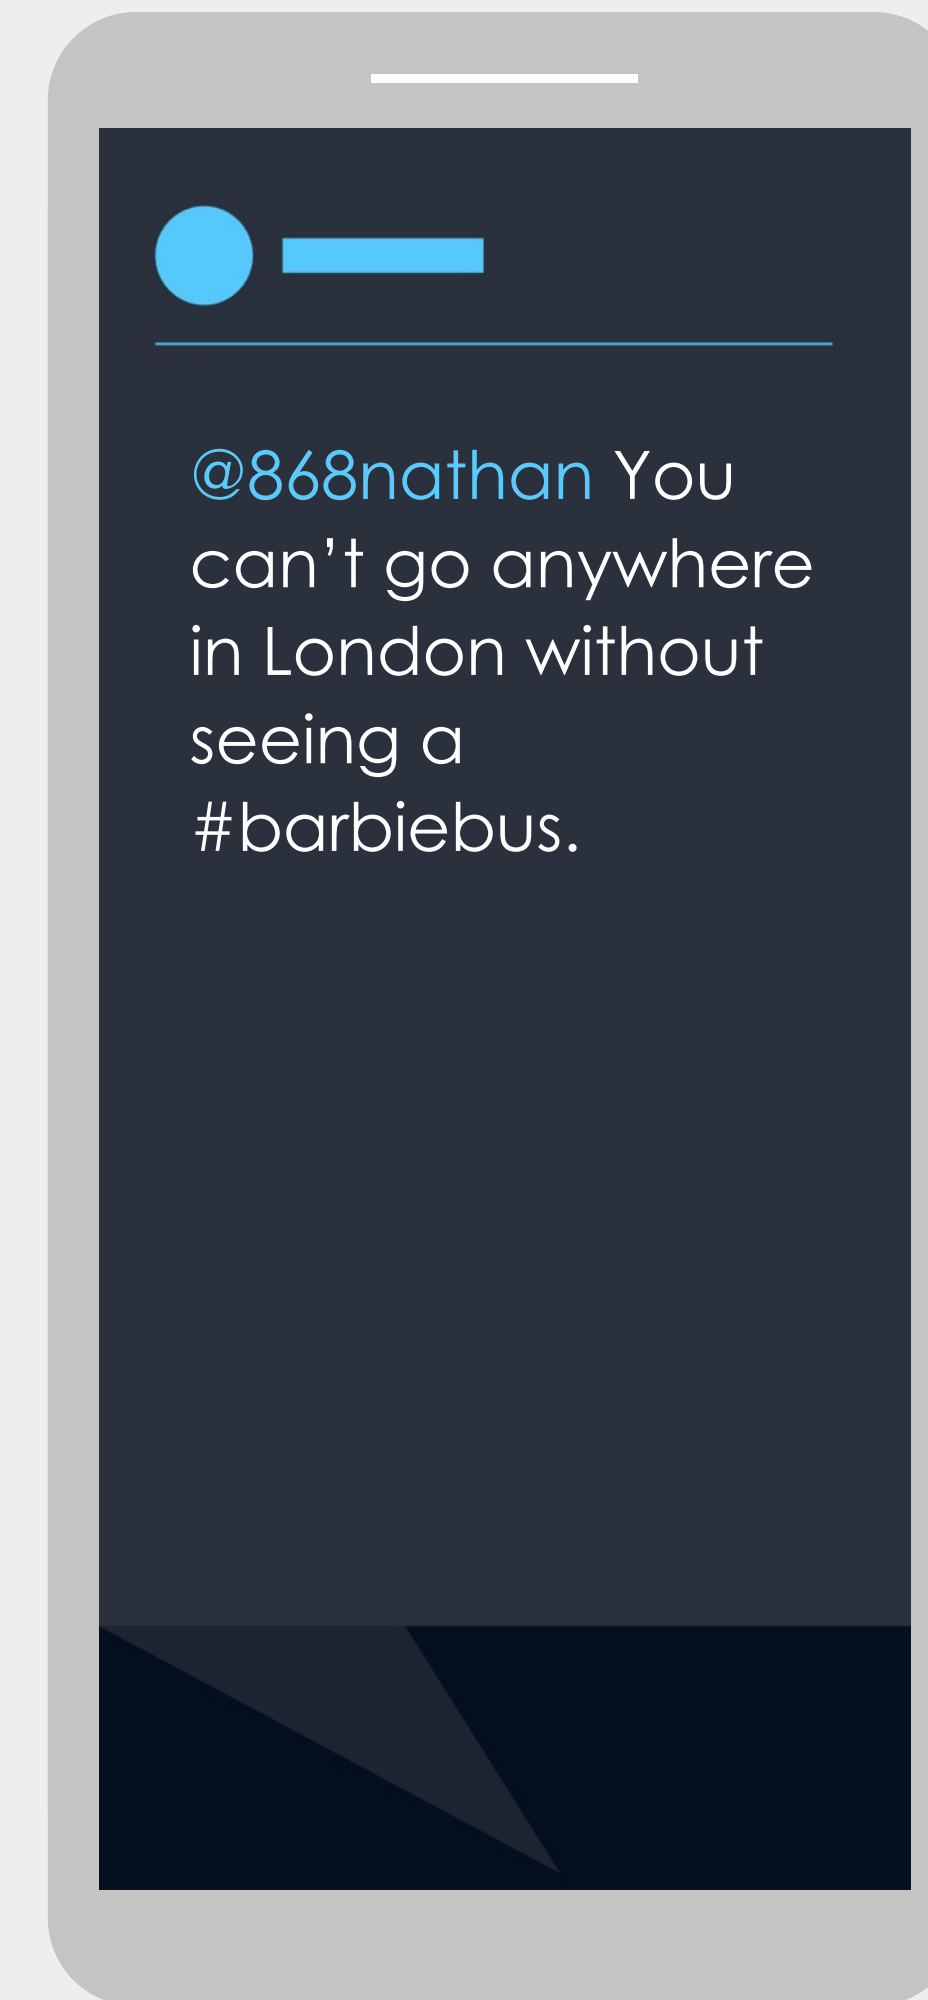 @868nathan You
can’t go anywhere
in London without
seeing a
#barbiebus.